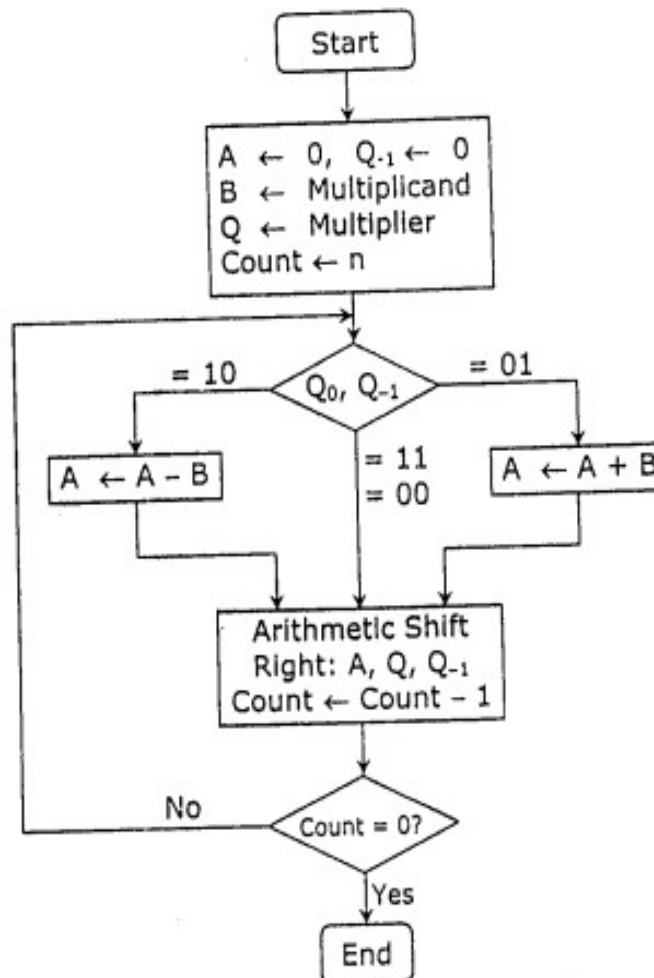 Start
A ← 0, Q₋₁ ← 0
B ← Multiplicand
Q ← Multiplier
Count ← n
= 10
Q₀, Q₋₁
= 01
A ← A – B
= 11
= 00
A ← A + B
Arithmetic Shift
Right: A, Q, Q₋₁
Count ← Count – 1
No
Count = 0?
Yes
End